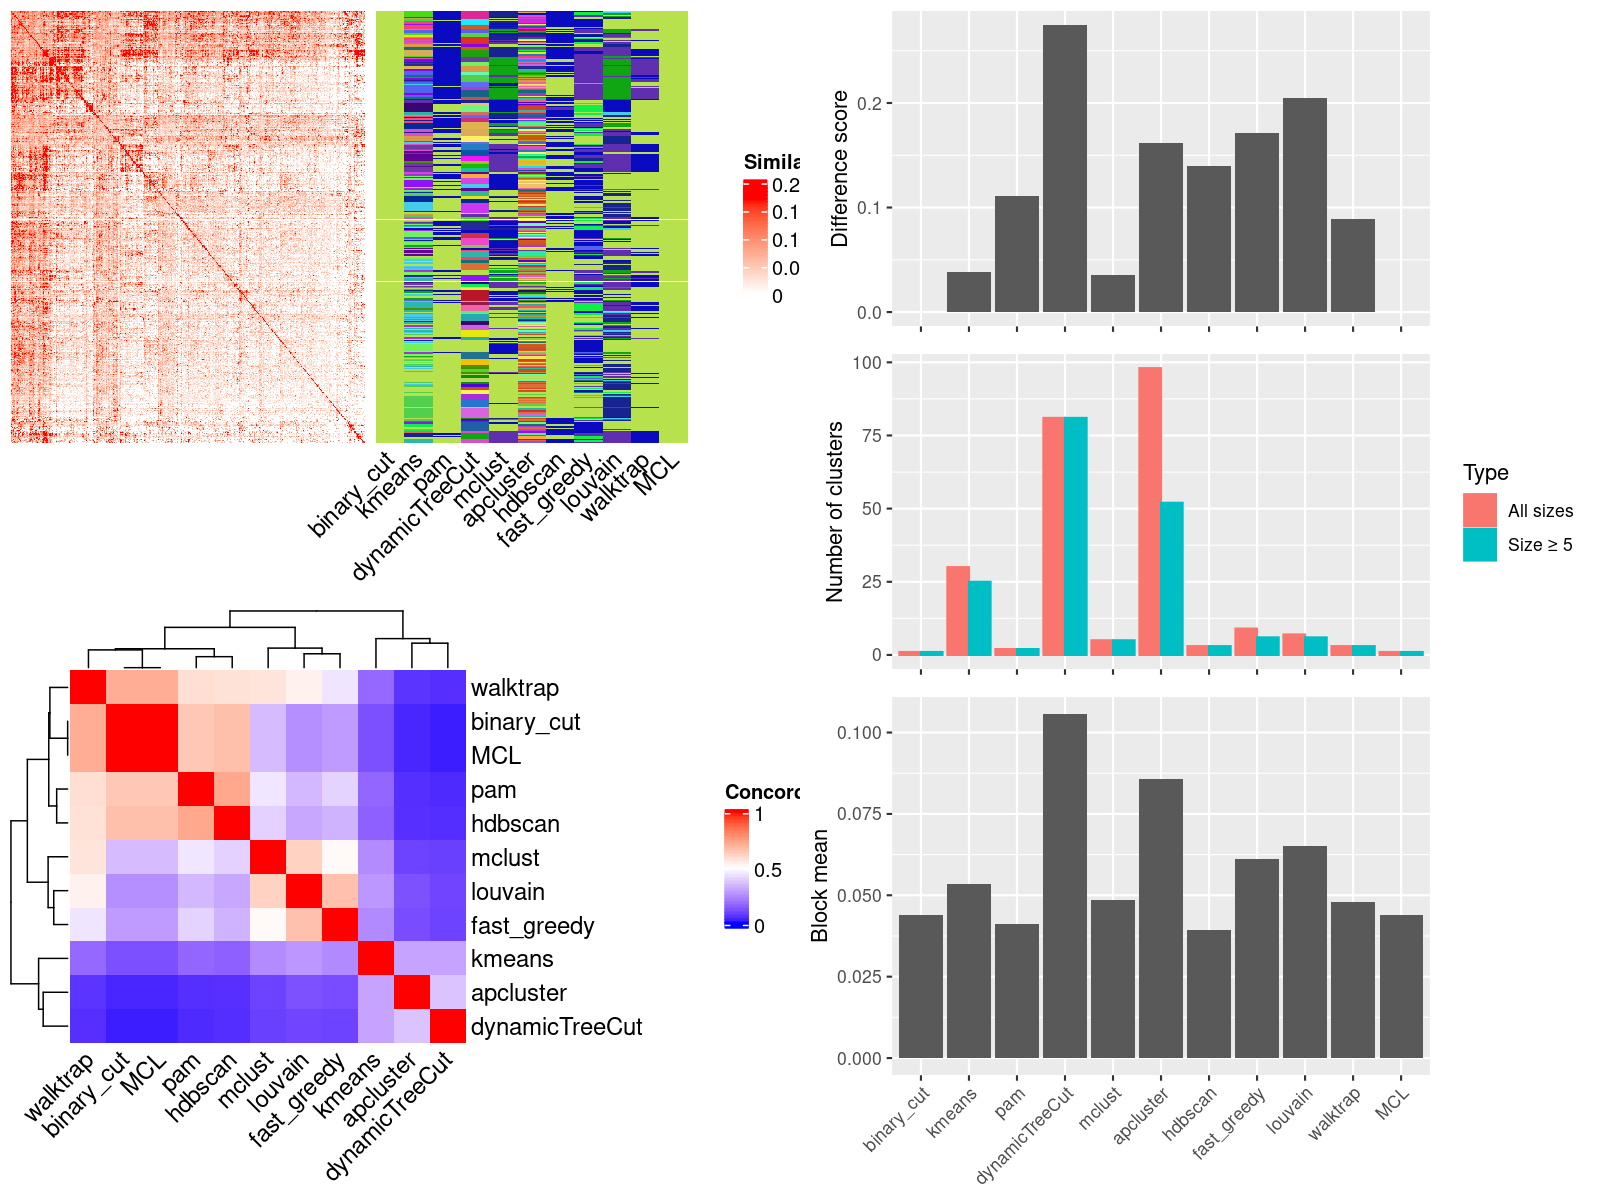 Simila
0.2
0.1
0.1
0.0
0
binary_cut
kmeans
pam
dynamicTreeCut
mclust
apcluster
hdbscan
fast_greedy
louvain
walktrap
MCL
walktrap
binary_cut
MCL
pam
hdbscan
mclust
louvain
fast_greedy
kmeans
apcluster
dynamicTreeCut
walktrap
binary_cut
MCL
pam
hdbscan
mclust
louvain
fast_greedy
kmeans
apcluster
dynamicTreeCut
Concord
1
0.5
0
Difference score
0.2
0.1
0.0
Number of clusters
100
75
50
25
0
Type
All sizes
Size ≥ 5
Block mean
0.100
0.075
0.050
0.025
0.000
binary_cut
kmeans
pam
dynamicTreeCut
mclust
apcluster
hdbscan
fast_greedy
louvain
walktrap
MCL